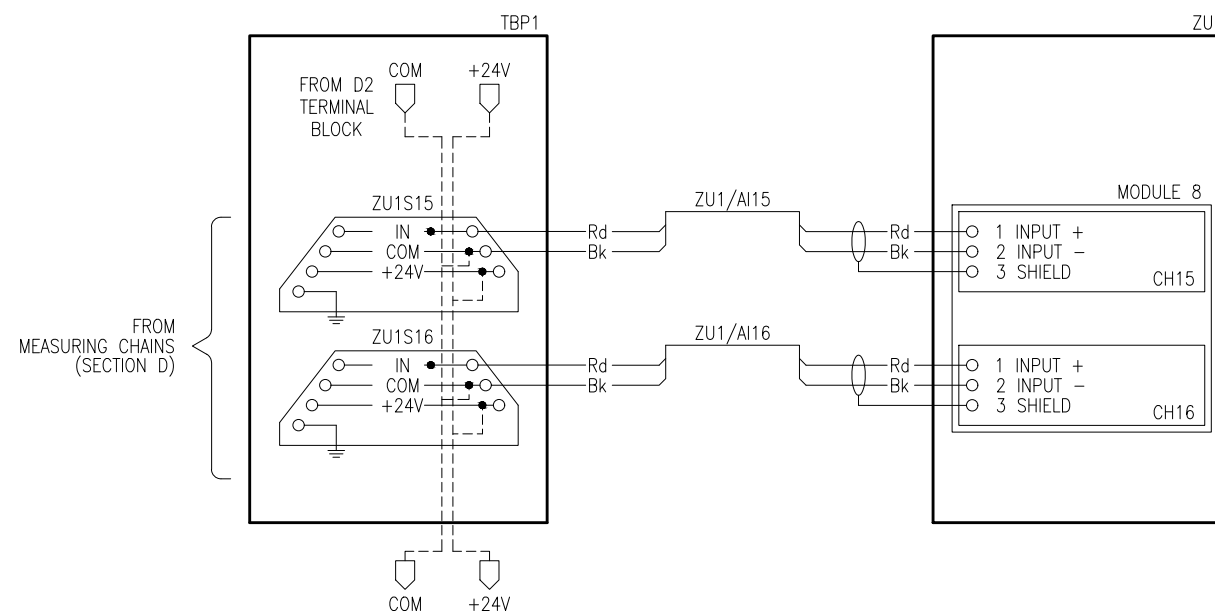 TBP1
ZU
COM
+24V
FROM D2
TERMINAL
BLOCK
ZU1S15
IN
COM
+24V
Rd
Bk
ZU1/AI15
Rd
Bk
MODULE 8
1 INPUT +
2 INPUT -
3 SHIELD
CH15
FROM
MEASURING CHAINS
(SECTION D)
ZU1S16
IN
COM
+24V
Rd
Bk
ZU1/AI16
Rd
Bk
1 INPUT +
2 INPUT -
3 SHIELD
CH16
COM
+24V